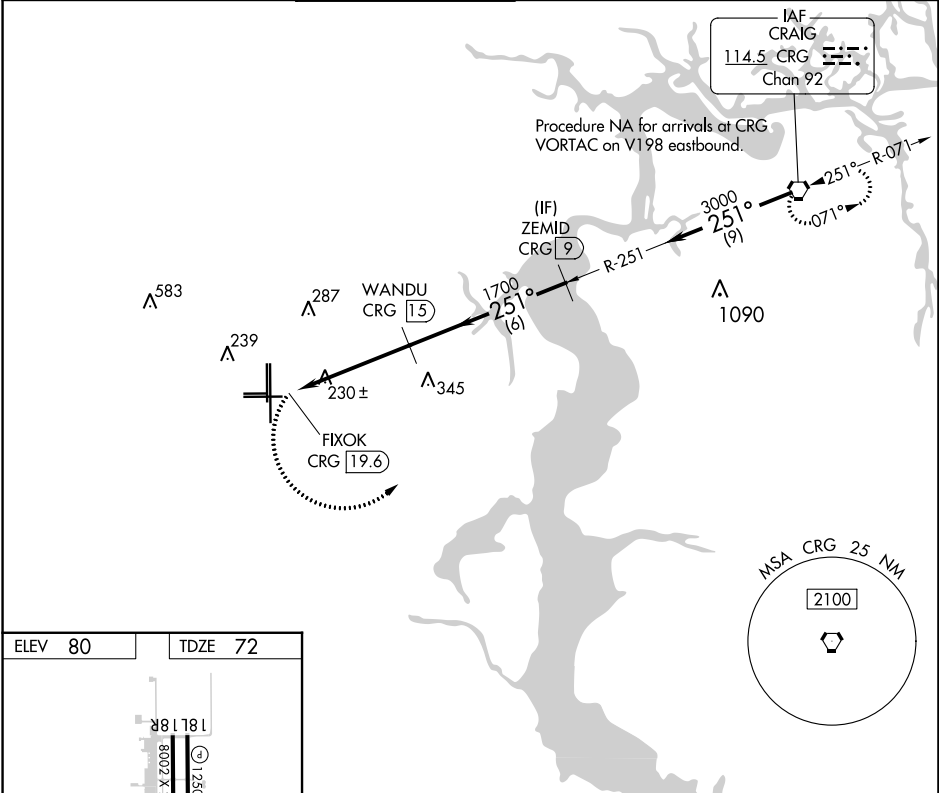 IAF
CRAIG
114.5 CRG
Chan 92
Procedure NA for arrivals at CRG
VORTAC on V198 eastbound.
251°
R-071
071°
3000
251°
(9)
(IF)
ZEMID
CRG 9
R-251
1090
1700
251°
(6)
WANDU
CRG 15
583
287
239
230 ±
345
FIXOK
CRG 19.6
MSA CRG 25 NM
2100
ELEV 80
TDZE 72
18R
18L
8002 X
P